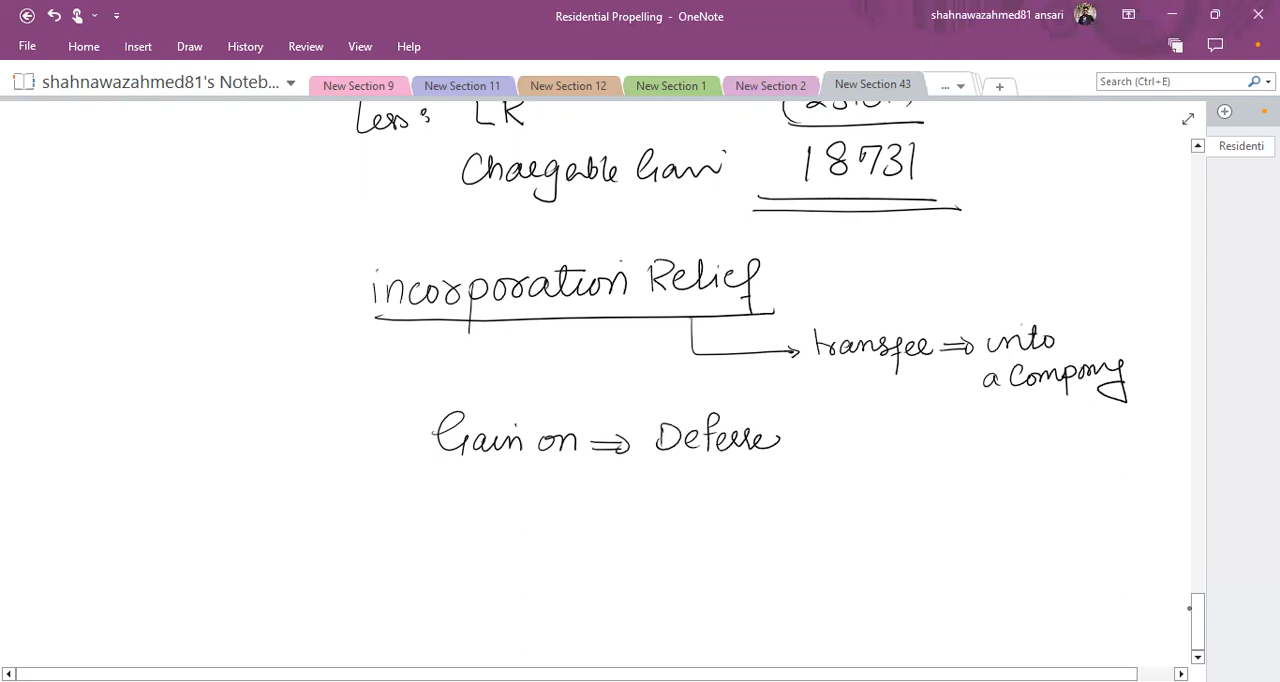 Residential Propelling - OneNote
shahnawazahmed81 ansari
File Home Insert Draw History Review View Help
shahnawazahmed81's Noteb... New Section 9 New Section 11 New Section 12 New Section 1 New Section 2 New Section 43 ... + Search (Ctrl+E)
Residenti
Less: LR
Chargeable Gain 18731
incorporation Relief
transfer ⇒ into
a Company
Gain on ⇒ Deferre